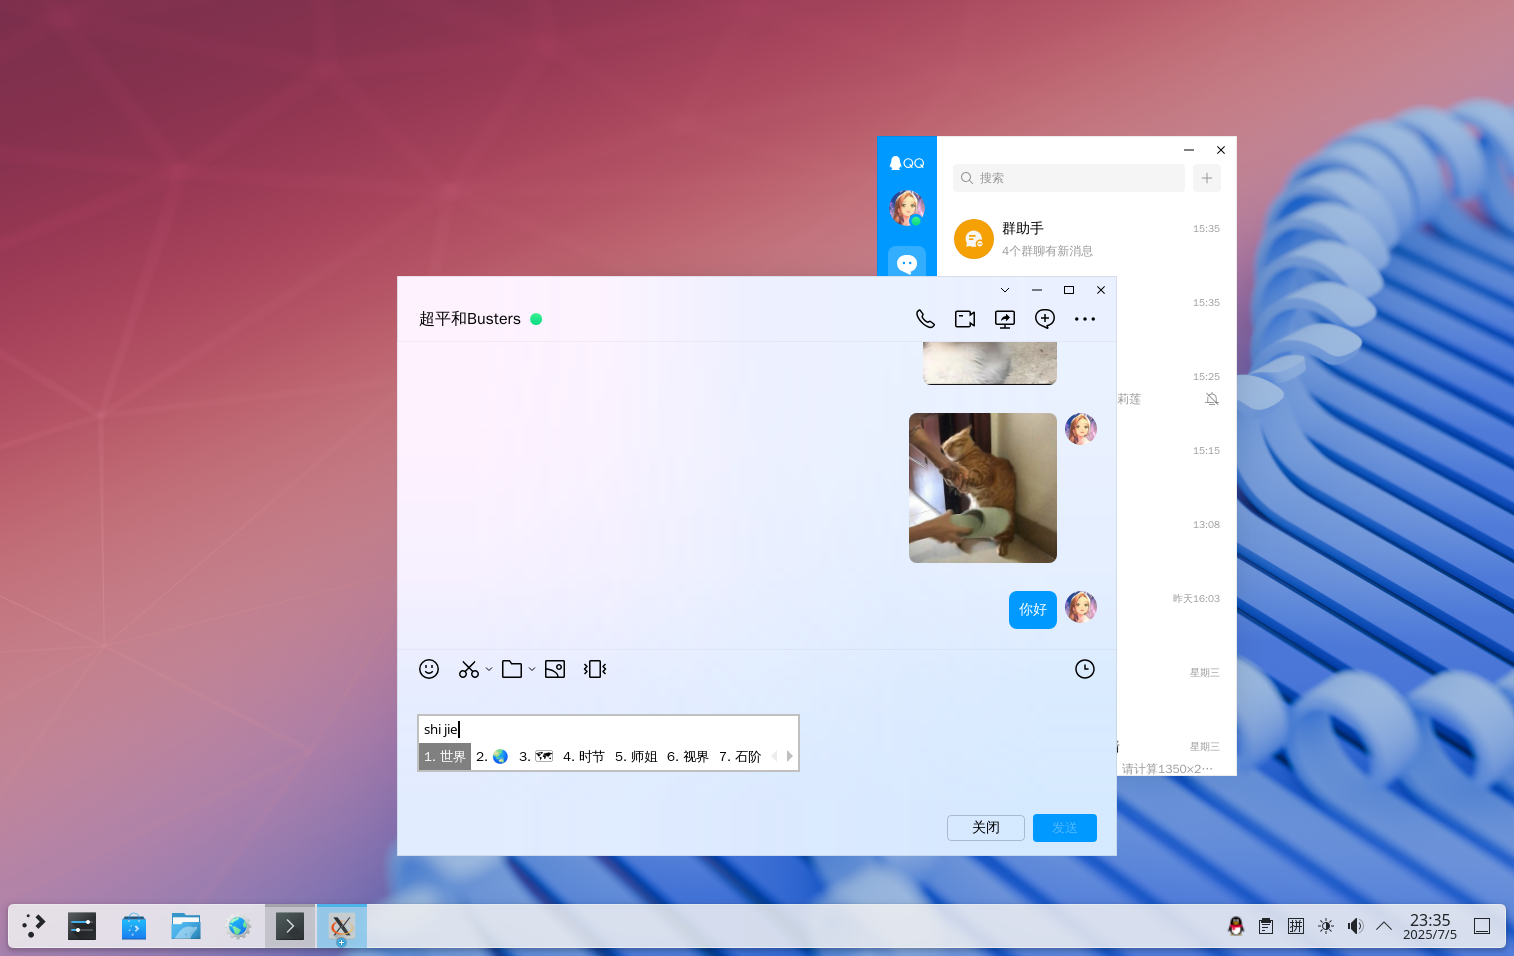 QQ
搜索
群助手
15:35
4个群聊有新消息
15:35
15:25
莉莲
15:15
13:08
昨天16:03
星期三
星期三
请计算1350×2···
超平和Busters
你好
shi jie
1. 世界 2. 🌏 3. 🗺 4. 时节 5. 师姐 6. 视界 7. 石阶
关闭
发送
拼
23:35
2025/7/5